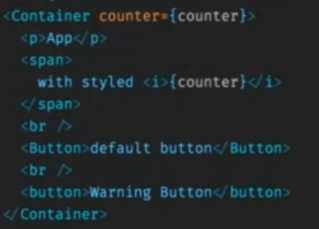 <Container counter={counter}>
<p>App</p>
<span>
with styled <i>{counter}</i>
</span>
<br />
<Button>default button</Button>
<br />
<button>Warning Button</button>
</Container>